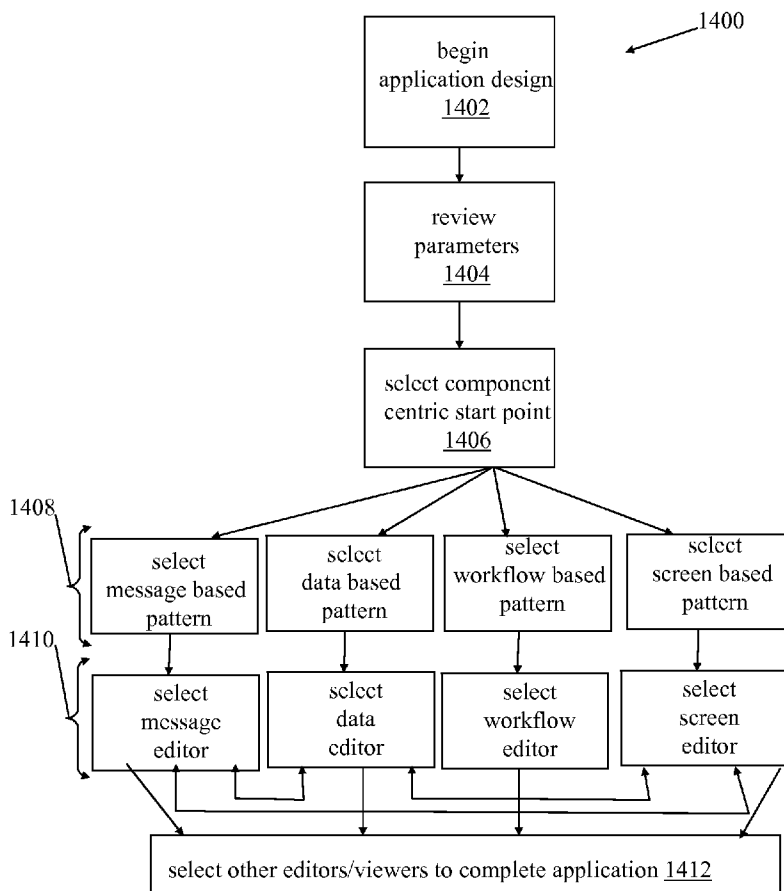 1400
begin
application design
1402
review
parameters
1404
select component
centric start point
1406
1408
select
message based
pattern
select
data based
pattern
select
workflow based
pattern
select
screen based
pattern
1410
select
message
editor
select
data
editor
select
workflow
editor
select
screen
editor
select other editors/viewers to complete application 1412